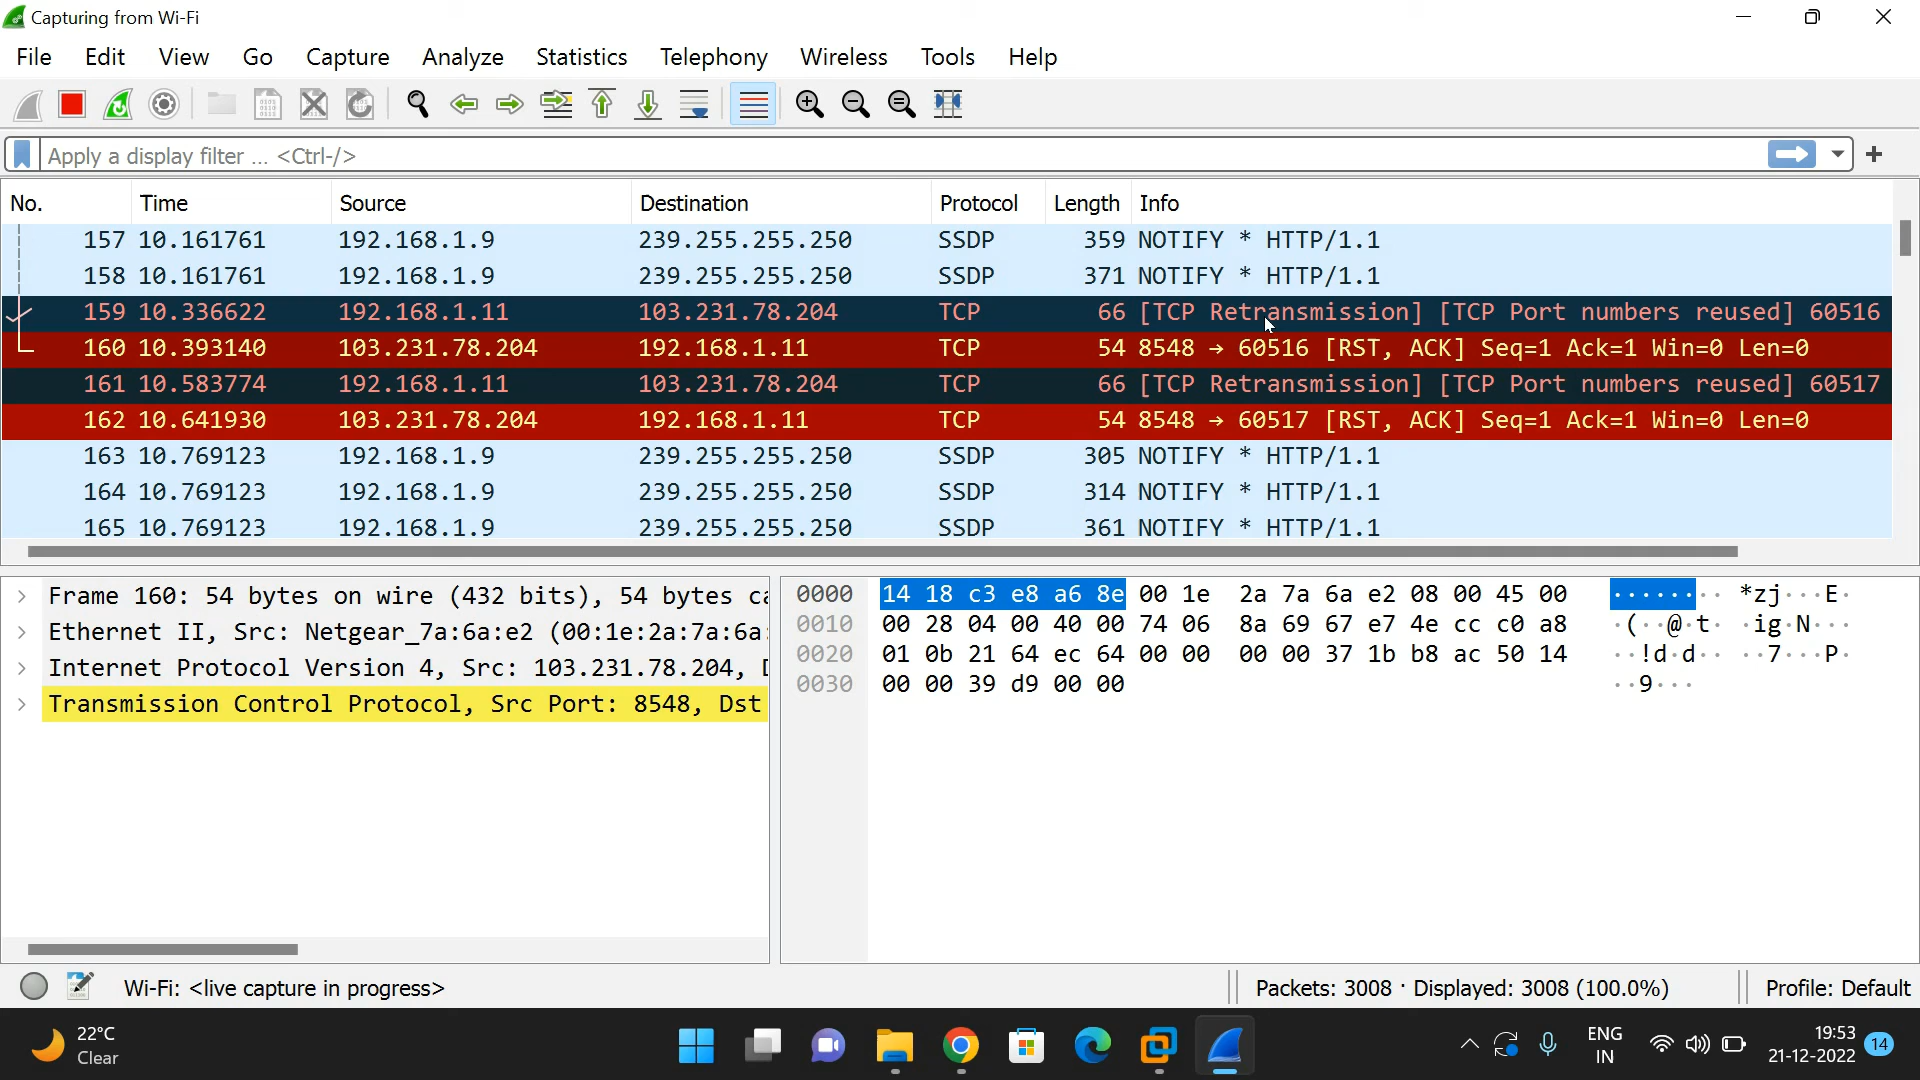 Capturing from Wi-Fi
File Edit View Go Capture Analyze Statistics Telephony Wireless Tools Help
Apply a display filter ... <Ctrl-/>
No. Time Source Destination Protocol Length Info
157 10.161761 192.168.1.9 239.255.255.250 SSDP 359 NOTIFY * HTTP/1.1
158 10.161761 192.168.1.9 239.255.255.250 SSDP 371 NOTIFY * HTTP/1.1
159 10.336622 192.168.1.11 103.231.78.204 TCP 66 [TCP Retransmission] [TCP Port numbers reused] 60516
160 10.393140 103.231.78.204 192.168.1.11 TCP 54 8548 → 60516 [RST, ACK] Seq=1 Ack=1 Win=0 Len=0
161 10.583774 192.168.1.11 103.231.78.204 TCP 66 [TCP Retransmission] [TCP Port numbers reused] 60517
162 10.641930 103.231.78.204 192.168.1.11 TCP 54 8548 → 60517 [RST, ACK] Seq=1 Ack=1 Win=0 Len=0
163 10.769123 192.168.1.9 239.255.255.250 SSDP 305 NOTIFY * HTTP/1.1
164 10.769123 192.168.1.9 239.255.255.250 SSDP 314 NOTIFY * HTTP/1.1
165 10.769123 192.168.1.9 239.255.255.250 SSDP 361 NOTIFY * HTTP/1.1
Frame 160: 54 bytes on wire (432 bits), 54 bytes ca
Ethernet II, Src: Netgear_7a:6a:e2 (00:1e:2a:7a:6a:
Internet Protocol Version 4, Src: 103.231.78.204, D
Transmission Control Protocol, Src Port: 8548, Dst
0000 14 18 c3 e8 a6 8e 00 1e 2a 7a 6a e2 08 00 45 00 ········ *zj···E·
0010 00 28 04 00 40 00 74 06 8a 69 67 e7 4e cc c0 a8 ·(··@·t· ·ig·N···
0020 01 0b 21 64 ec 64 00 00 00 00 37 1b b8 ac 50 14 ··!d·d·· ··7···P·
0030 00 00 39 d9 00 00 ··9···
Wi-Fi: <live capture in progress>
Packets: 3008 · Displayed: 3008 (100.0%)
Profile: Default
22°C
Clear
ENG
IN
19:53
21-12-2022
14